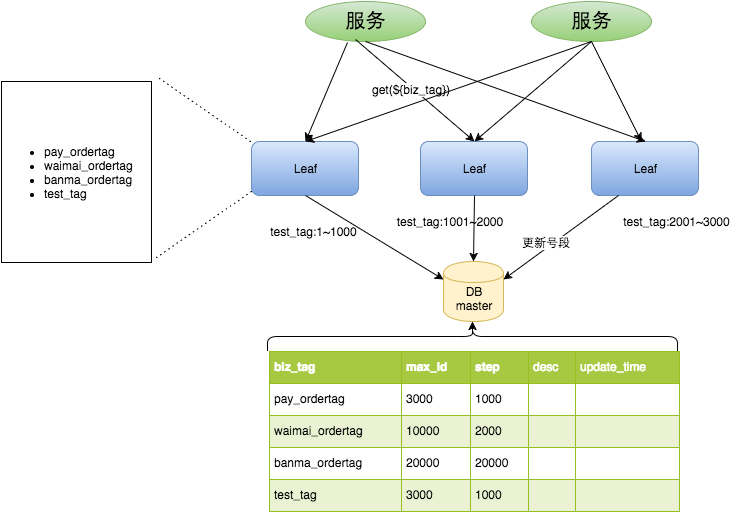 服务
服务
get(${biz_tag})
pay_ordertag
waimai_ordertag
banma_ordertag
test_tag
Leaf
Leaf
Leaf
test_tag:1~1000
test_tag:1001~2000
test_tag:2001~3000
更新号段
DB
master
biz_tag max_id step desc update_time
pay_ordertag 3000 1000
waimai_ordertag 10000 2000
banma_ordertag 20000 20000
test_tag 3000 1000